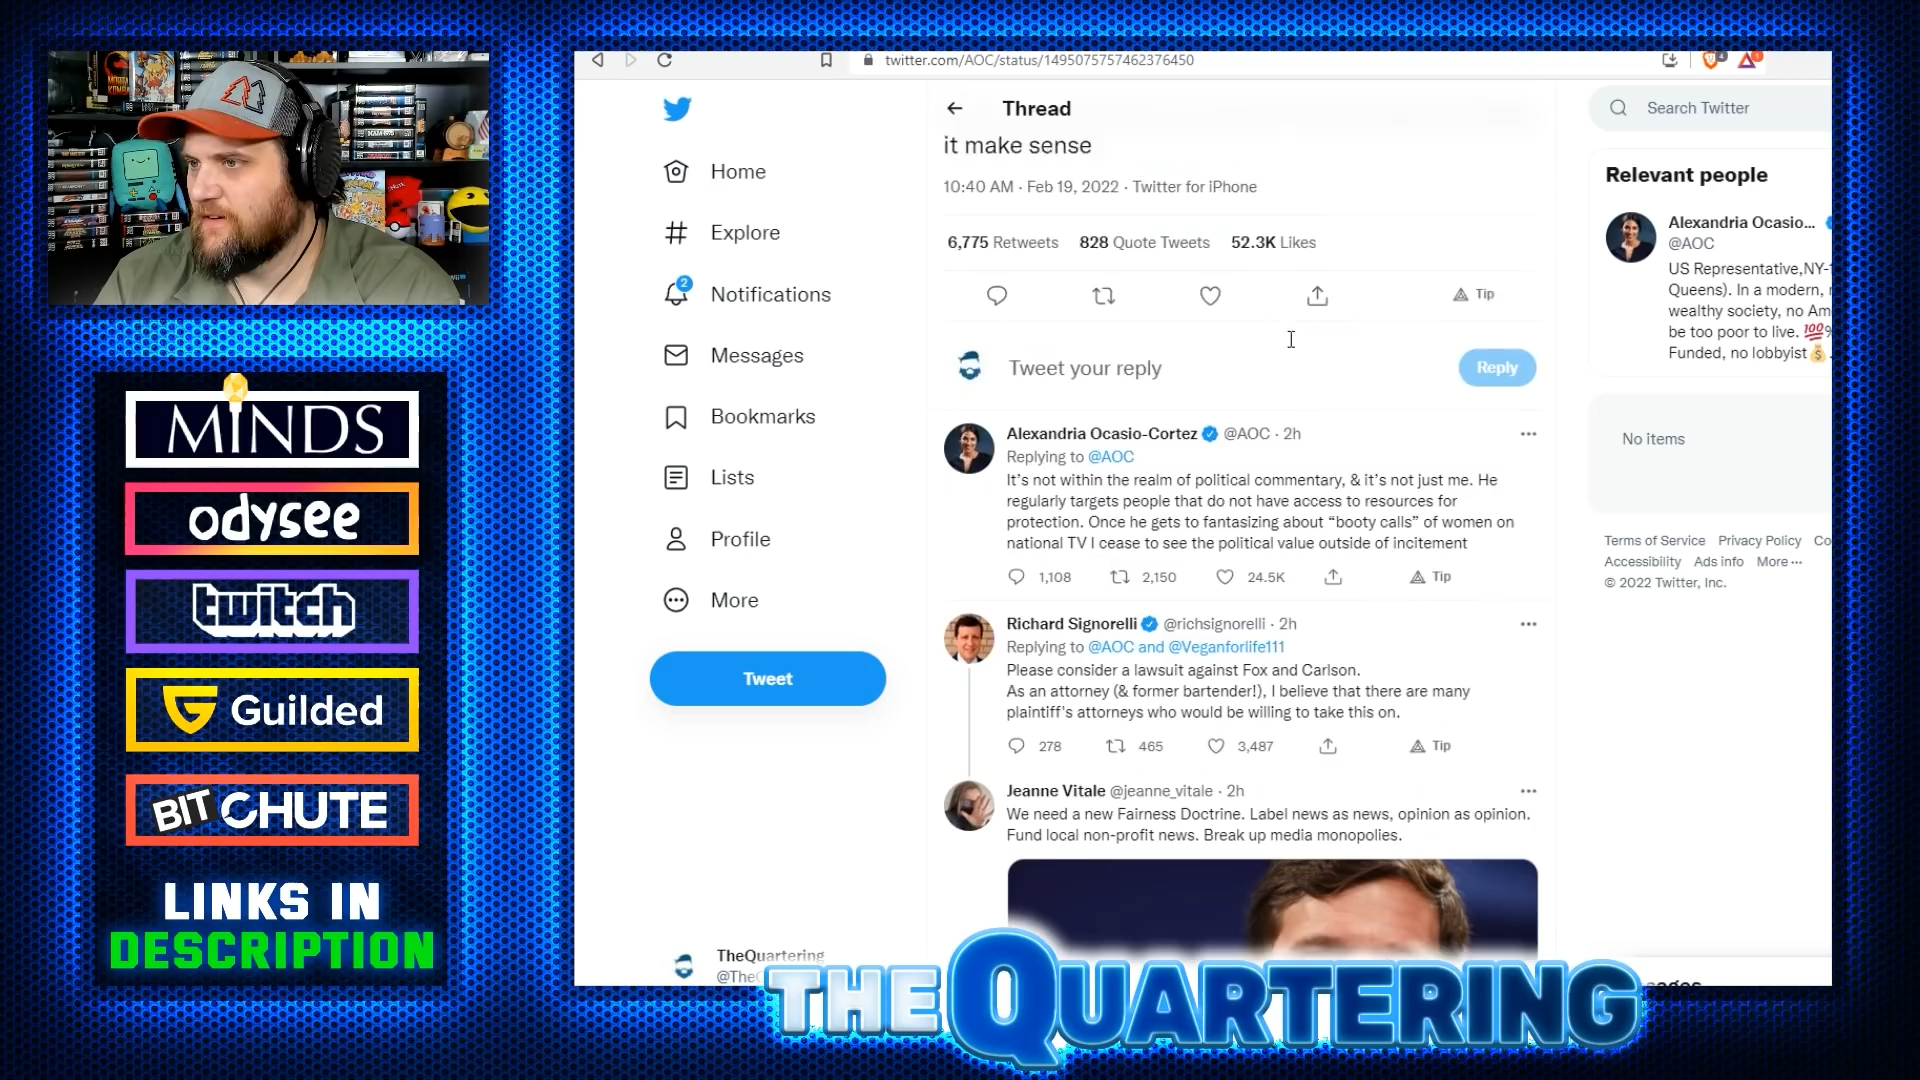 twitter.com/AOC/status/1495075757462376450
Thread
it make sense
10:40 AM · Feb 19, 2022 · Twitter for iPhone
6,775 Retweets 828 Quote Tweets 52.3K Likes
Tip
Tweet your reply
Reply
Alexandria Ocasio-Cortez @AOC · 2h
Replying to @AOC
It's not within the realm of political commentary, & it's not just me. He
regularly targets people that do not have access to resources for
protection. Once he gets to fantasizing about “booty calls” of women on
national TV I cease to see the political value outside of incitement
1,108 2,150 24.5K Tip
Richard Signorelli @richsignorelli · 2h
Replying to @AOC and @Veganforlife111
Please consider a lawsuit against Fox and Carlson.
As an attorney (& former bartender!), I believe that there are many
plaintiff's attorneys who would be willing to take this on.
278 465 3,487 Tip
Jeanne Vitale @jeanne_vitale · 2h
We need a new Fairness Doctrine. Label news as news, opinion as opinion.
Fund local non-profit news. Break up media monopolies.
Home
Explore
2
Notifications
Messages
Bookmarks
Lists
Profile
More
Tweet
TheQuartering
Search Twitter
Relevant people
Alexandria Ocasio...
@AOC
US Representative,NY-1
Queens). In a modern,
wealthy society, no Am
be too poor to live. 💯%
Funded, no lobbyist 💰.
No items
Terms of Service Privacy Policy Co
Accessibility Ads info More ···
© 2022 Twitter, Inc.
MINDS
odysee
twitch
Guilded
BITCHUTE
LINKS IN
DESCRIPTION
THE QUARTERING